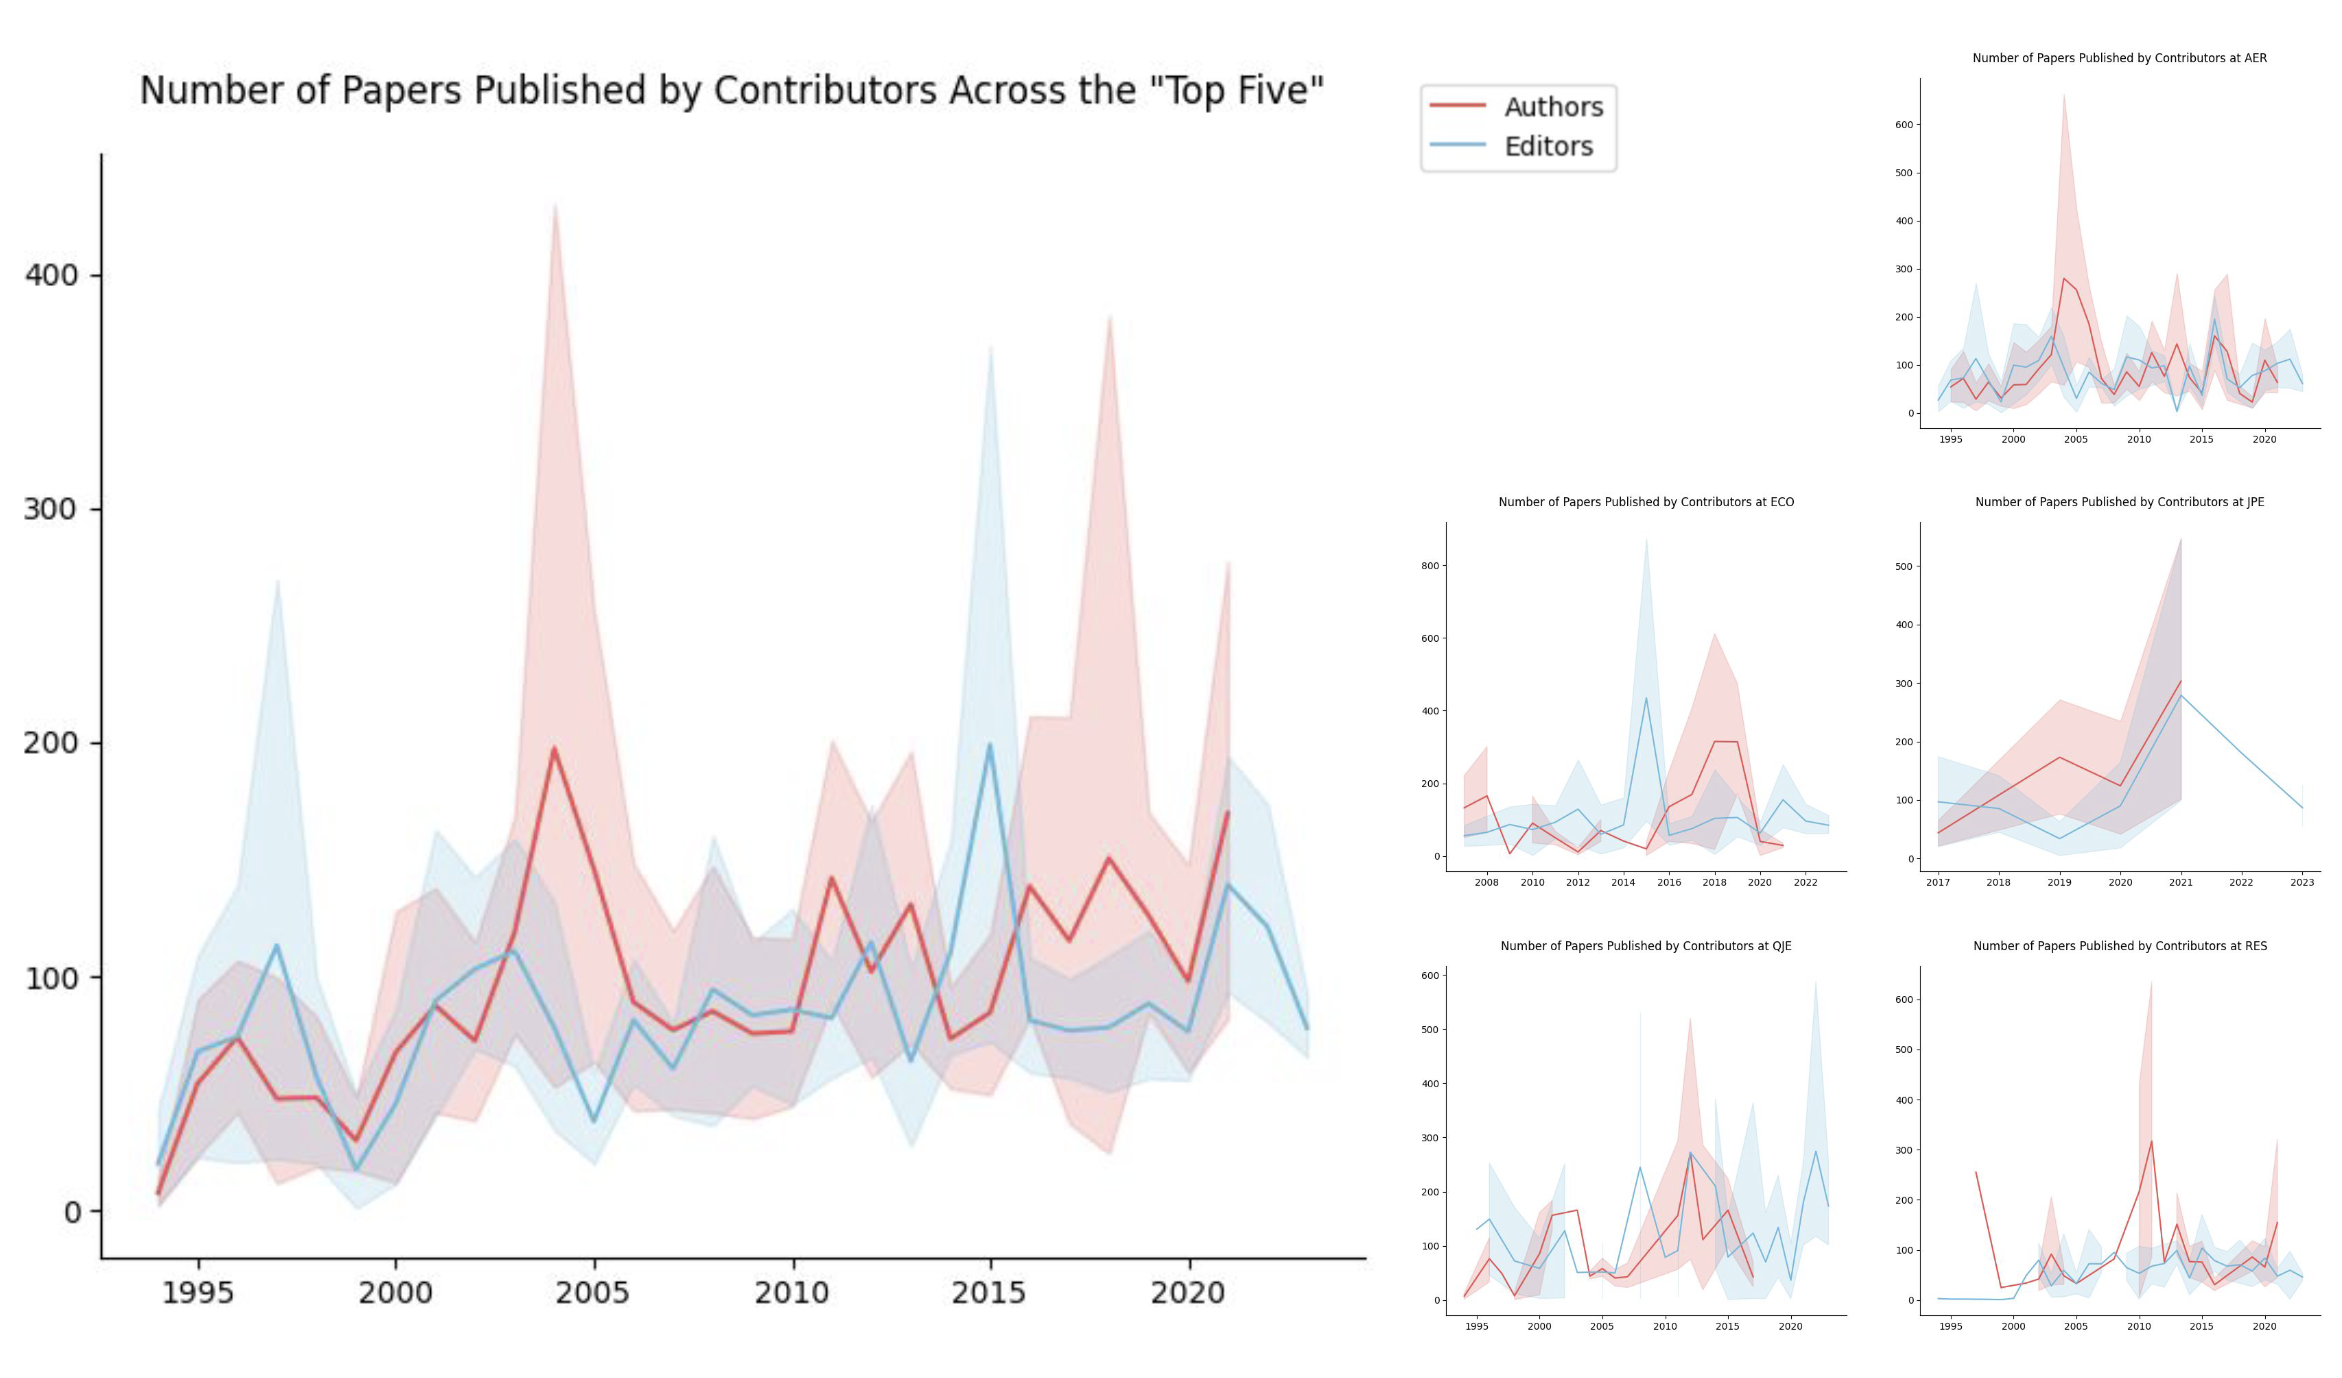 Number of Papers Published by Contributors Across the "Top Five"
400
300
200
100
0
1995 2000 2005 2010 2015 2020
Authors
Editors
Number of Papers Published by Contributors at AER
600
500
400
300
200
100
0
1995 2000 2005 2010 2015 2020
Number of Papers Published by Contributors at ECO
800
600
400
200
0
2008 2010 2012 2014 2016 2018 2020 2022
Number of Papers Published by Contributors at JPE
500
400
300
200
100
0
2017 2018 2019 2020 2021 2022 2023
Number of Papers Published by Contributors at QJE
600
500
400
300
200
100
0
1995 2000 2005 2010 2015 2020
Number of Papers Published by Contributors at RES
600
500
400
300
200
100
0
1995 2000 2005 2010 2015 2020